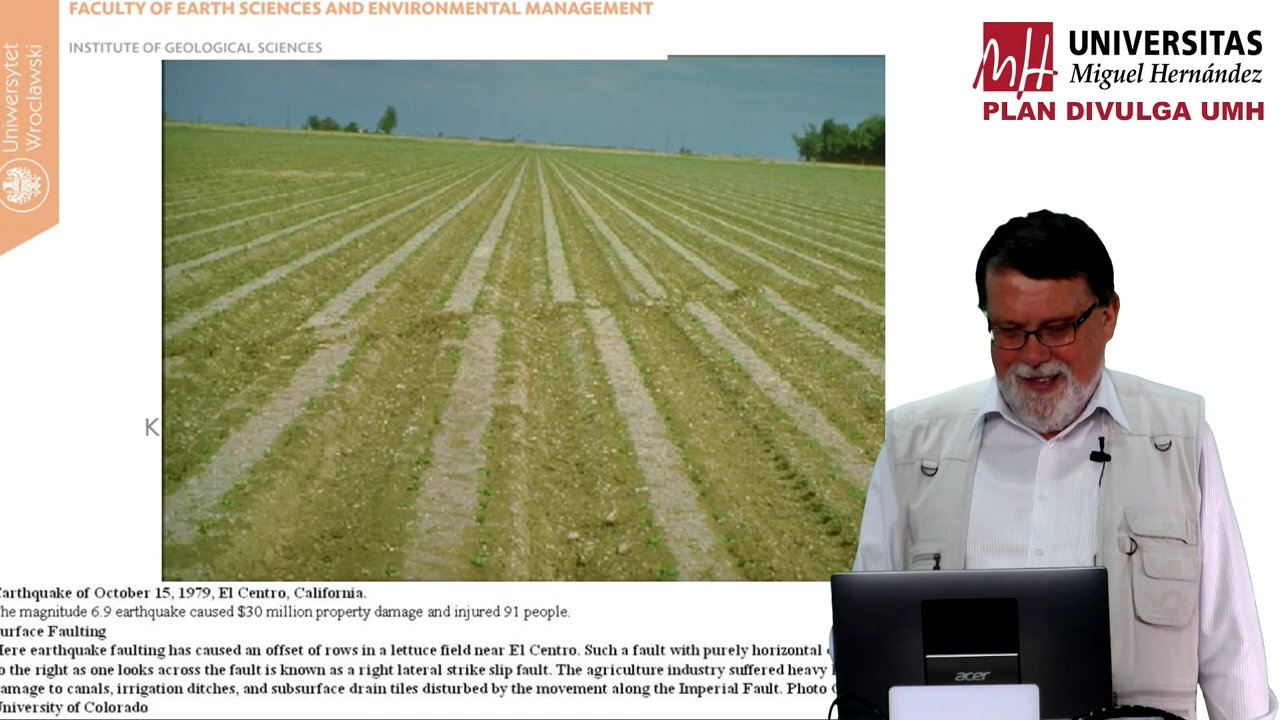 FACULTY OF EARTH SCIENCES AND ENVIRONMENTAL MANAGEMENT
INSTITUTE OF GEOLOGICAL SCIENCES
Uniwersytet
Wrocławski
UNIVERSITAS
Miguel Hernández
PLAN DIVULGA UMH
K
arthquake of October 15, 1979, El Centro, California.
he magnitude 6.9 earthquake caused $30 million property damage and injured 91 people.
urface Faulting
Here earthquake faulting has caused an offset of rows in a lettuce field near El Centro. Such a fault with purely horizontal
o the right as one looks across the fault is known as a right lateral strike slip fault. The agriculture industry suffered heavy
amage to canals, irrigation ditches, and subsurface drain tiles disturbed by the movement along the Imperial Fault. Photo
University of Colorado
acer